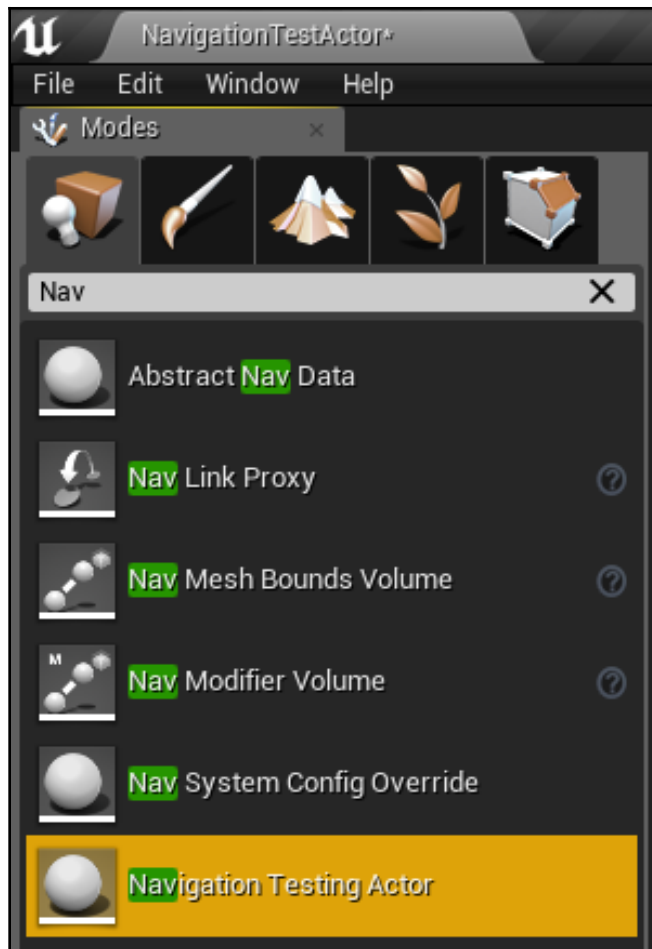 NavigationTestActor*
File Edit Window Help
Modes
Nav
Abstract Nav Data
Nav Link Proxy
Nav Mesh Bounds Volume
M
Nav Modifier Volume
Nav System Config Override
Navigation Testing Actor